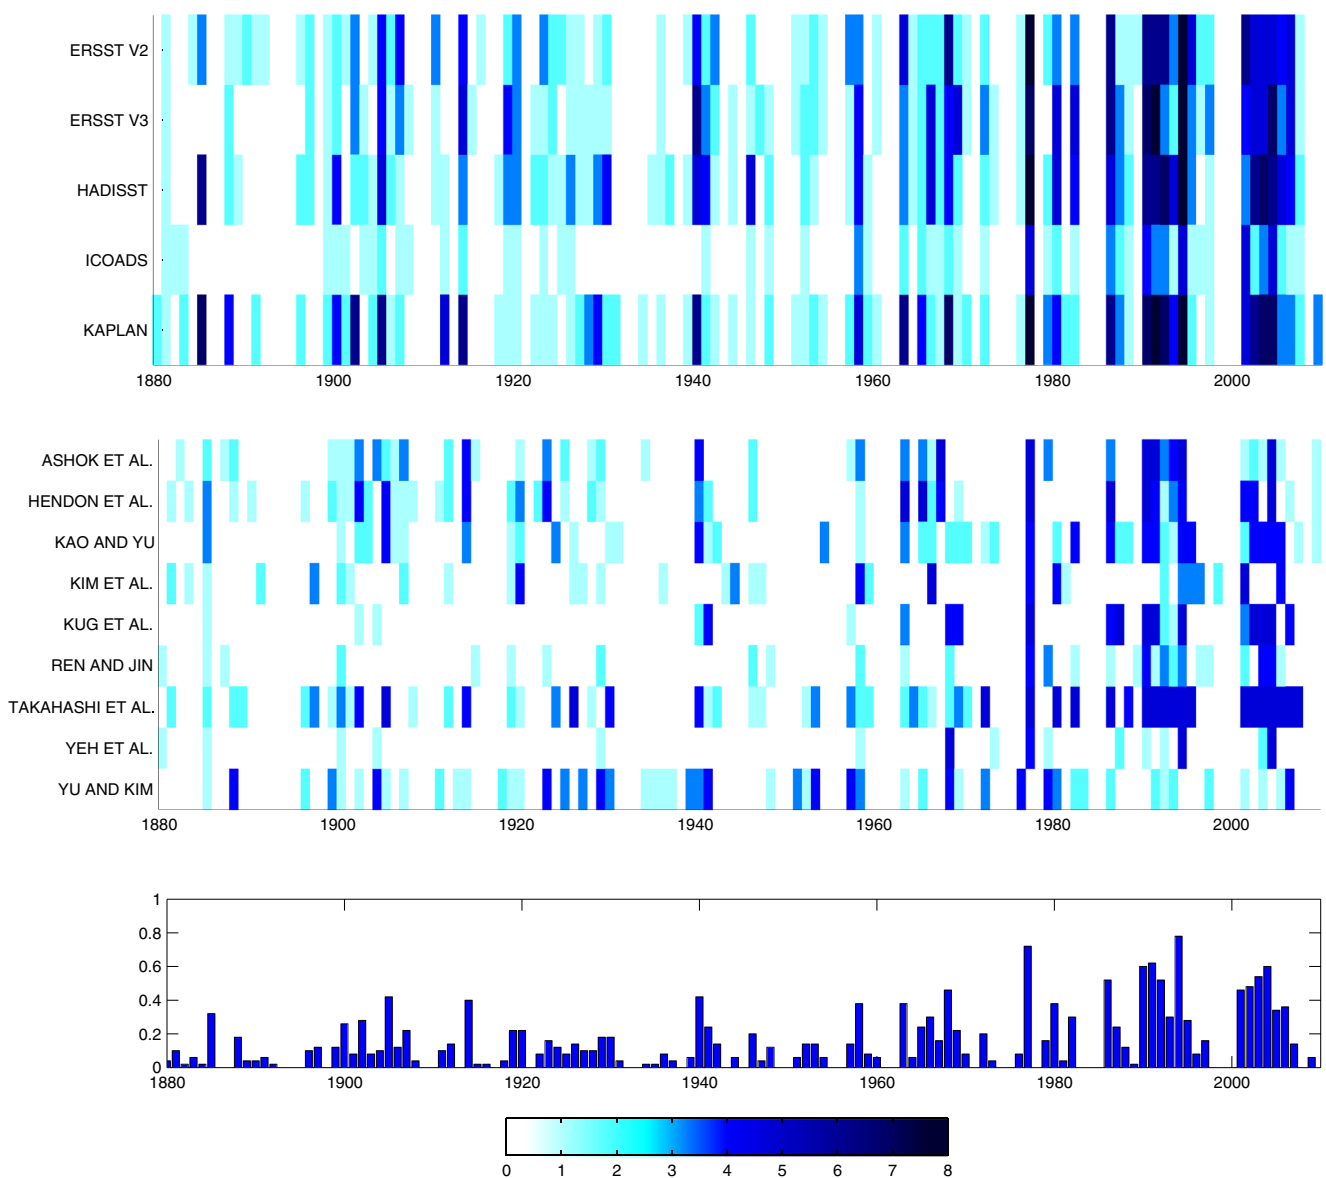 ERSST V2
ERSST V3
HADISST
ICOADS
KAPLAN
1880 1900 1920 1940 1960 1980 2000
ASHOK ET AL.
HENDON ET AL.
KAO AND YU
KIM ET AL.
KUG ET AL.
REN AND JIN
TAKAHASHI ET AL.
YEH ET AL.
YU AND KIM
1880 1900 1920 1940 1960 1980 2000
1
0.8
0.6
0.4
0.2
0
1880 1900 1920 1940 1960 1980 2000
0 1 2 3 4 5 6 7 8